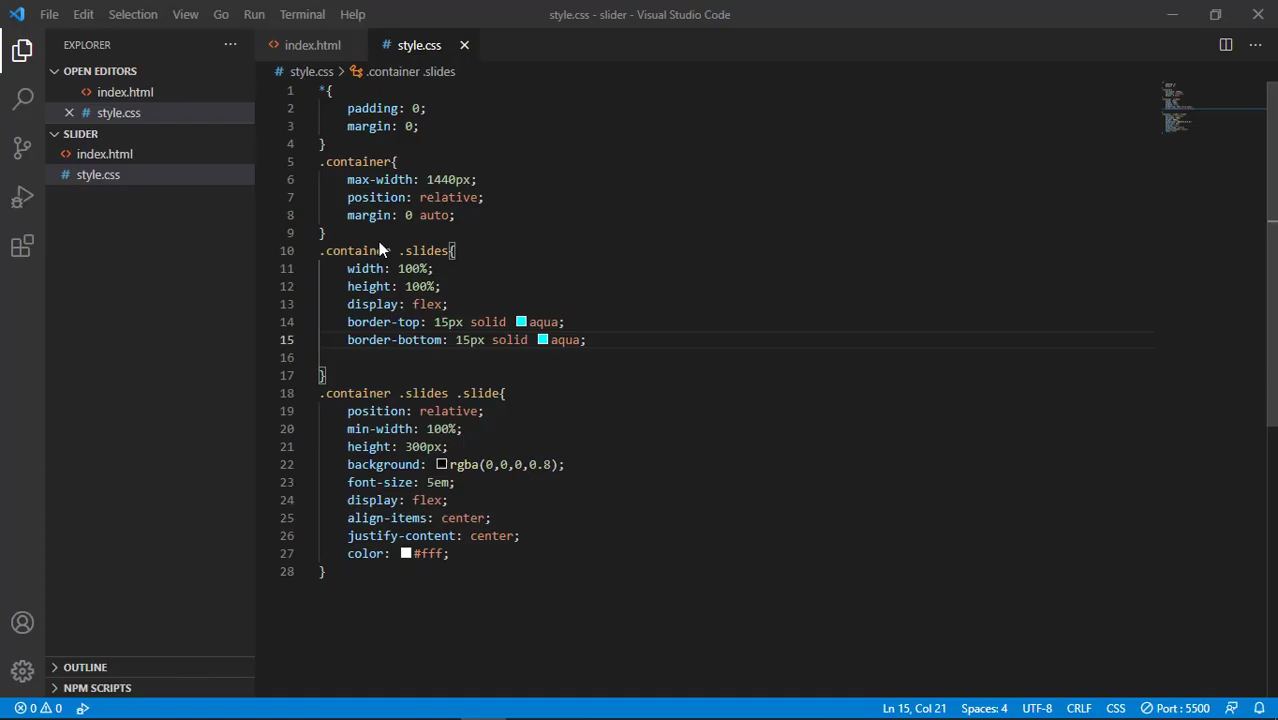 File Edit Selection View Go Run Terminal Help style.css - slider - Visual Studio Code
EXPLORER
OPEN EDITORS
index.html
style.css
SLIDER
index.html
style.css
OUTLINE
NPM SCRIPTS
index.html style.css
style.css .container .slides
1 *{
2 padding: 0;
3 margin: 0;
4 }
5 .container{
6 max-width: 1440px;
7 position: relative;
8 margin: 0 auto;
9 }
10 .container .slides{
11 width: 100%;
12 height: 100%;
13 display: flex;
14 border-top: 15px solid aqua;
15 border-bottom: 15px solid aqua;
16
17 }
18 .container .slides .slide{
19 position: relative;
20 min-width: 100%;
21 height: 300px;
22 background: rgba(0,0,0,0.8);
23 font-size: 5em;
24 display: flex;
25 align-items: center;
26 justify-content: center;
27 color: #fff;
28 }
0 0 Ln 15, Col 21 Spaces: 4 UTF-8 CRLF CSS Port : 5500